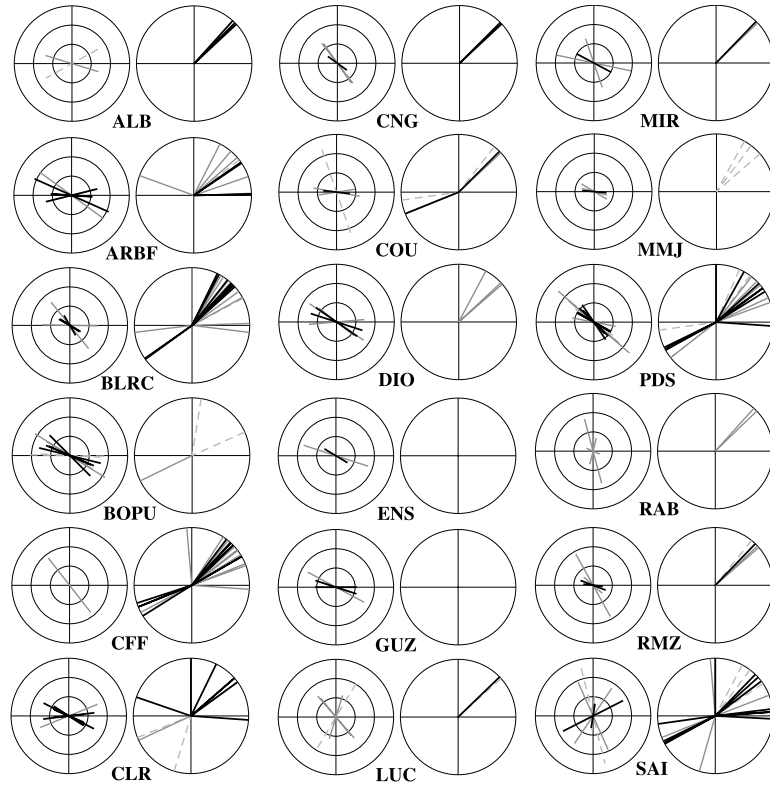 ALB
CNG
MIR
ARBF
COU
MMJ
BLRC
DIO
PDS
BOPU
ENS
RAB
CFF
GUZ
RMZ
CLR
LUC
SAI